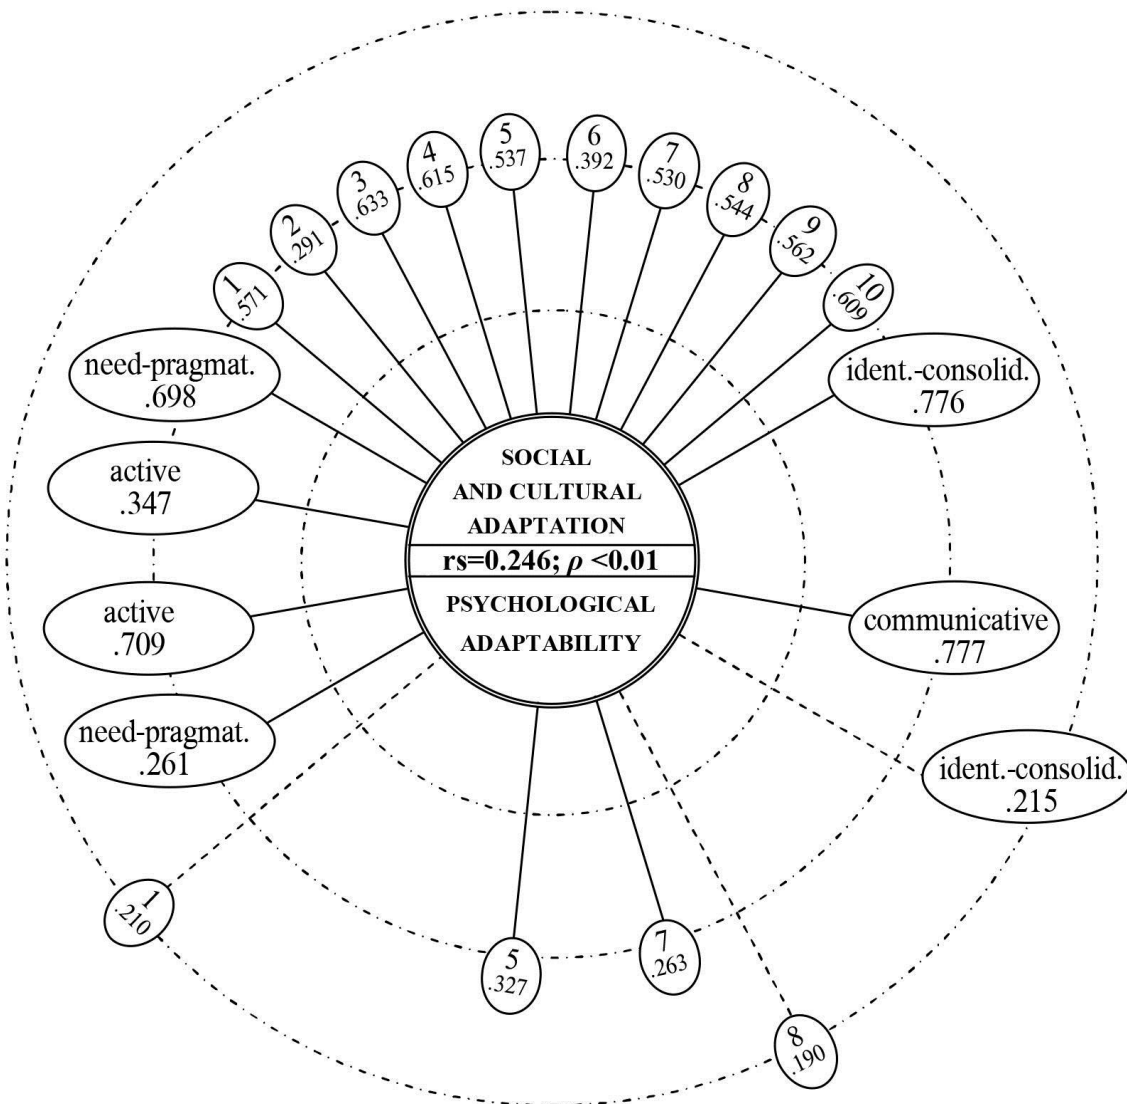 5
.537
6
.392
4
.615
7
.530
3
.633
8
.544
2
.291
9
.562
1
.571
10
.609
need-pragmat.
.698
ident.-consolid.
.776
active
.347
SOCIAL
AND CULTURAL
ADAPTATION
rs=0.246; ρ <0.01
PSYCHOLOGICAL
ADAPTABILITY
active
.709
communicative
.777
need-pragmat.
.261
ident.-consolid.
.215
1
.210
5
.327
7
.263
8
.190